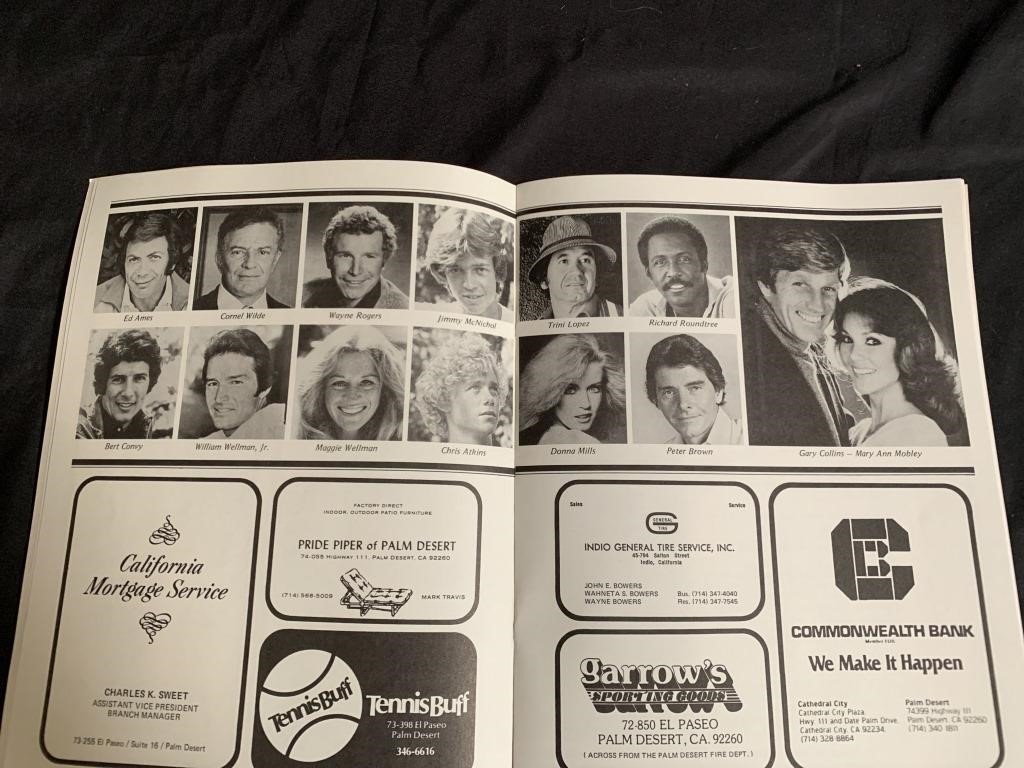 Ed Ames
Cornel Wilde
Wayne Rogers
Jimmy McNichol
Bert Convy
William Wellman, Jr.
Maggie Wellman
Chris Atkins
Trini Lopez
Richard Roundtree
Donna Mills
Peter Brown
Gary Collins — Mary Ann Mobley
California
Mortgage Service
CHARLES K. SWEET
ASSISTANT VICE PRESIDENT
BRANCH MANAGER
73-255 El Paseo / Suite 16 / Palm Desert
FACTORY DIRECT
INDOOR, OUTDOOR PATIO FURNITURE
PRIDE PIPER of PALM DESERT
74-055 HIGHWAY 111, PALM DESERT, CA 92260
(714) 568-5009
MARK TRAVIS
TennisBuff
TennisBuff
73-398 El Paseo
Palm Desert
346-6616
Sales
Service
GENERAL
TIRE
INDIO GENERAL TIRE SERVICE, INC.
45-764 Salton Street
Indio, California
JOHN E. BOWERS
WAHNETA S. BOWERS Bus. (714) 347-4040
WAYNE BOWERS Res. (714) 347-7545
garrow's
SPORTING GOODS
72-850 EL PASEO
PALM DESERT, CA. 92260
(ACROSS FROM THE PALM DESERT FIRE DEPT.)
CB
COMMONWEALTH BANK
Member FDIC
We Make It Happen
Cathedral City
Cathedral City Plaza,
Hwy. 111 and Date Palm Drive,
Cathedral City, CA. 92234.
(714) 328-8864
Palm Desert
74399 Highway 111
Palm Desert, CA 92260
(714) 340 1811